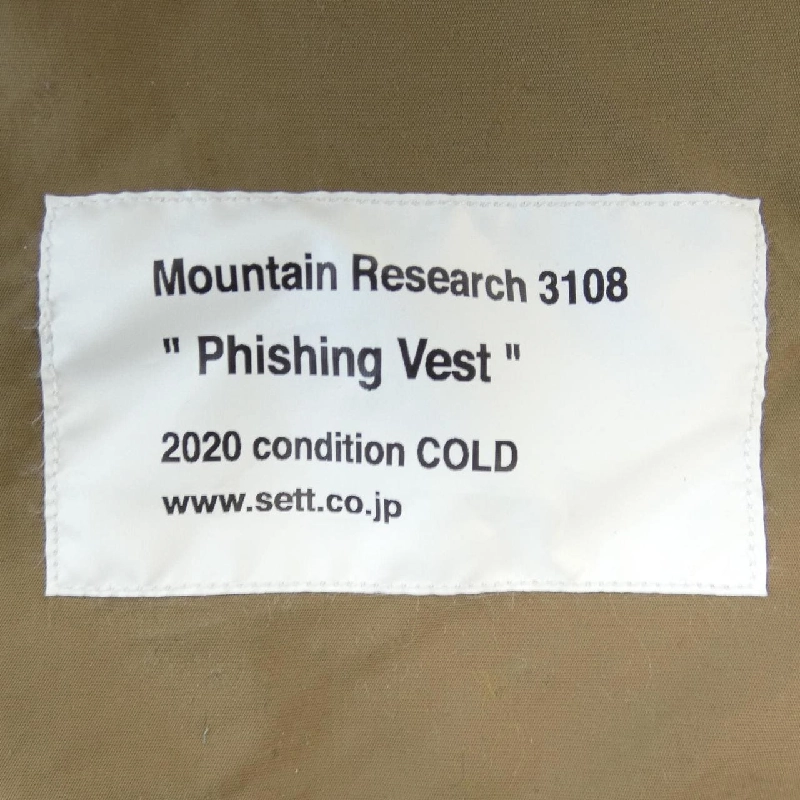 Mountain Research 3108
" Phishing Vest "
2020 condition COLD
www.sett.co.jp